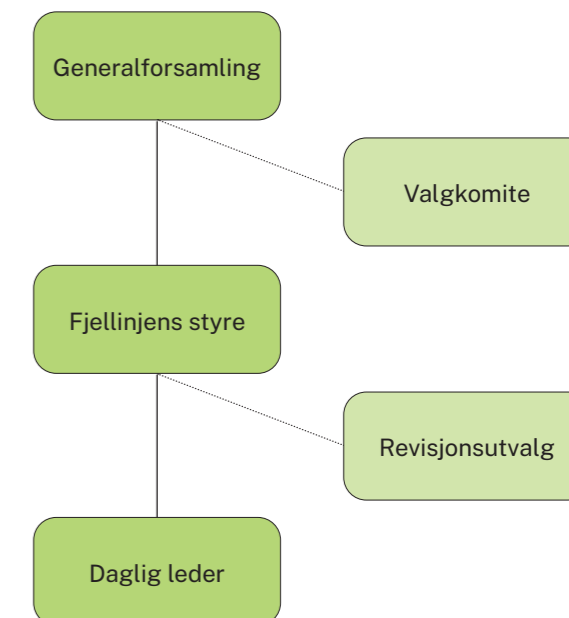 Generalforsamling
Valgkomite
Fjellinjens styre
Revisjonsutvalg
Daglig leder